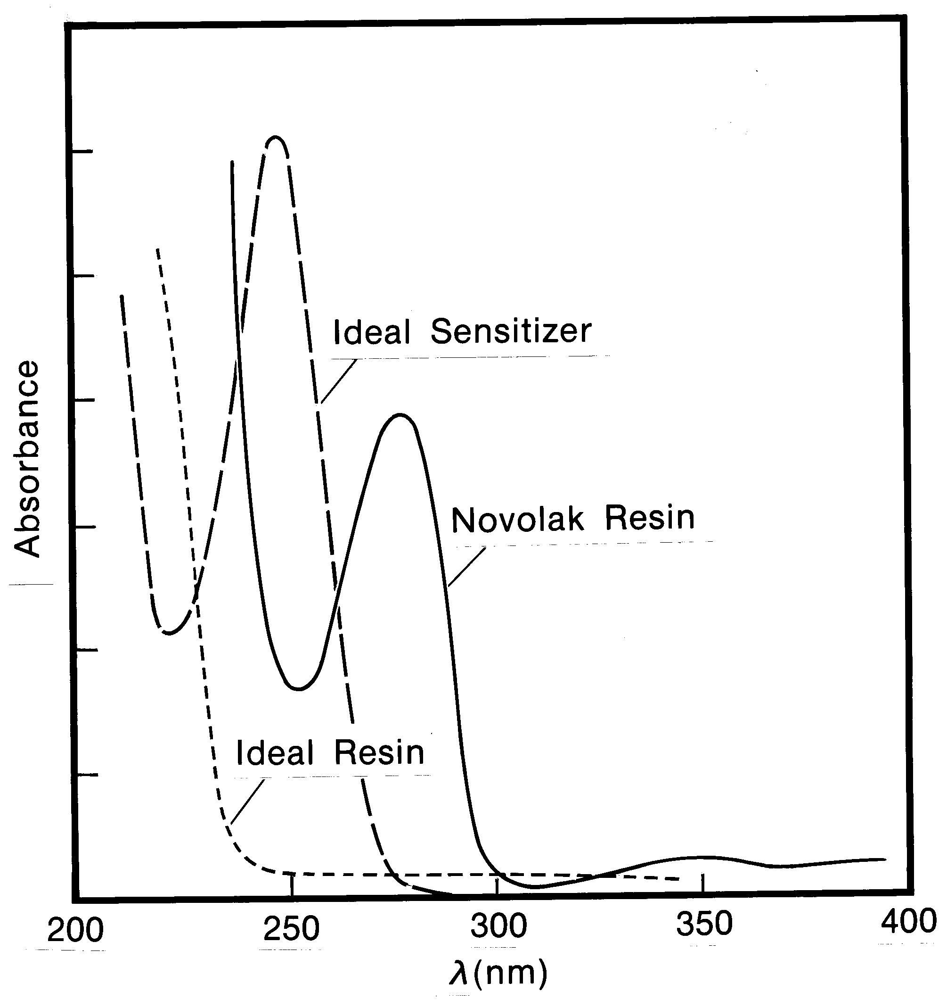 Absorbance
Ideal Sensitizer
Novolak Resin
Ideal Resin
200 250 300 350 400
λ(nm)